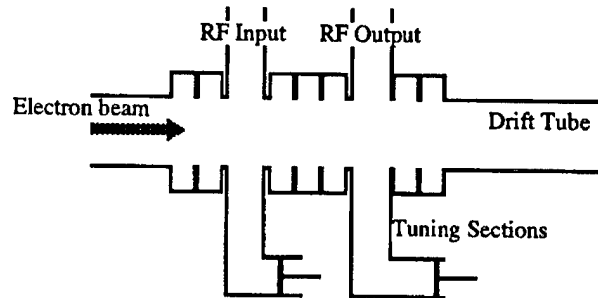 RF Input
RF Output
Electron beam
Drift Tube
Tuning Sections